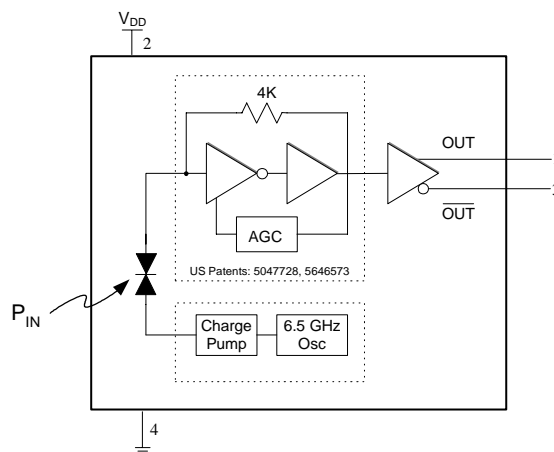 VDD
2
4K
OUT
OUT
AGC
US Patents: 5047728, 5646573
PIN
Charge
Pump
6.5 GHz
Osc
4